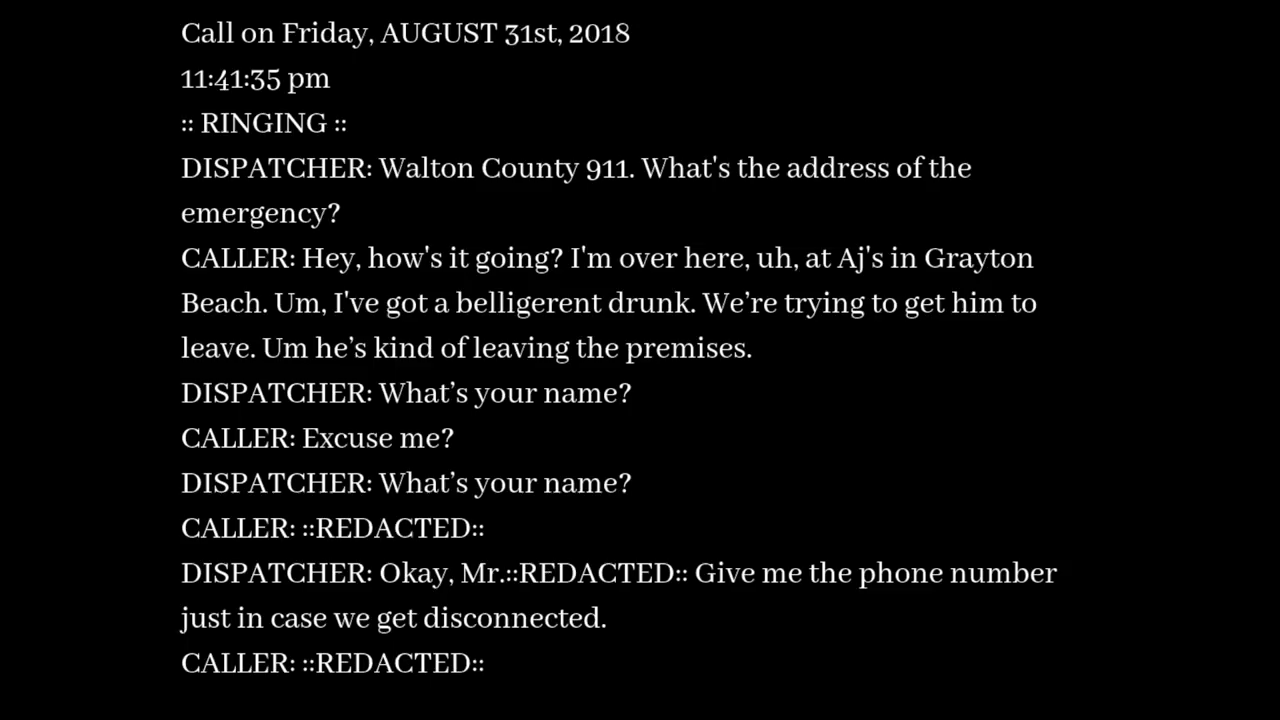 Call on Friday, AUGUST 31st, 2018
11:41:35 pm
:: RINGING ::
DISPATCHER: Walton County 911. What's the address of the
emergency?
CALLER: Hey, how's it going? I'm over here, uh, at Aj's in Grayton
Beach. Um, I've got a belligerent drunk. We’re trying to get him to
leave. Um he’s kind of leaving the premises.
DISPATCHER: What’s your name?
CALLER: Excuse me?
DISPATCHER: What’s your name?
CALLER: ::REDACTED::
DISPATCHER: Okay, Mr.::REDACTED:: Give me the phone number
just in case we get disconnected.
CALLER: ::REDACTED::